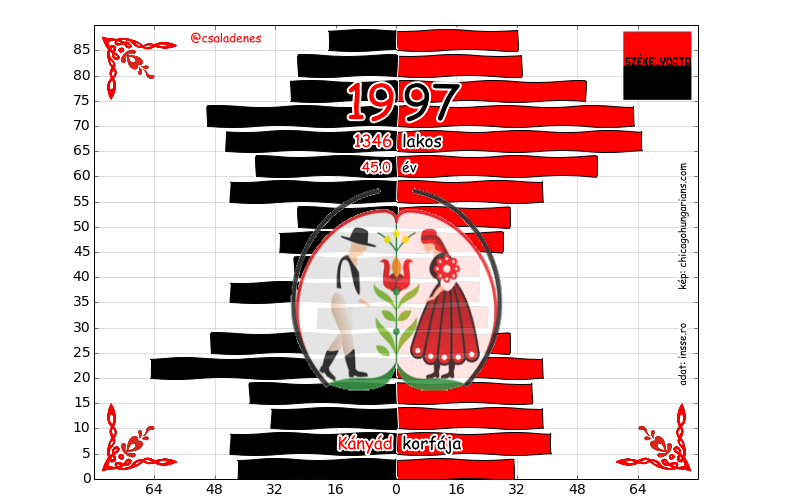 @csaladenes
SZÉKELYDATA
1997
1346 lakos
45.0 év
kép: chicagohungarians.com
adat: insse.ro
Kányád korfája
85
80
75
70
65
60
55
50
45
40
35
30
25
20
15
10
5
0
64 48 32 16 0 16 32 48 64